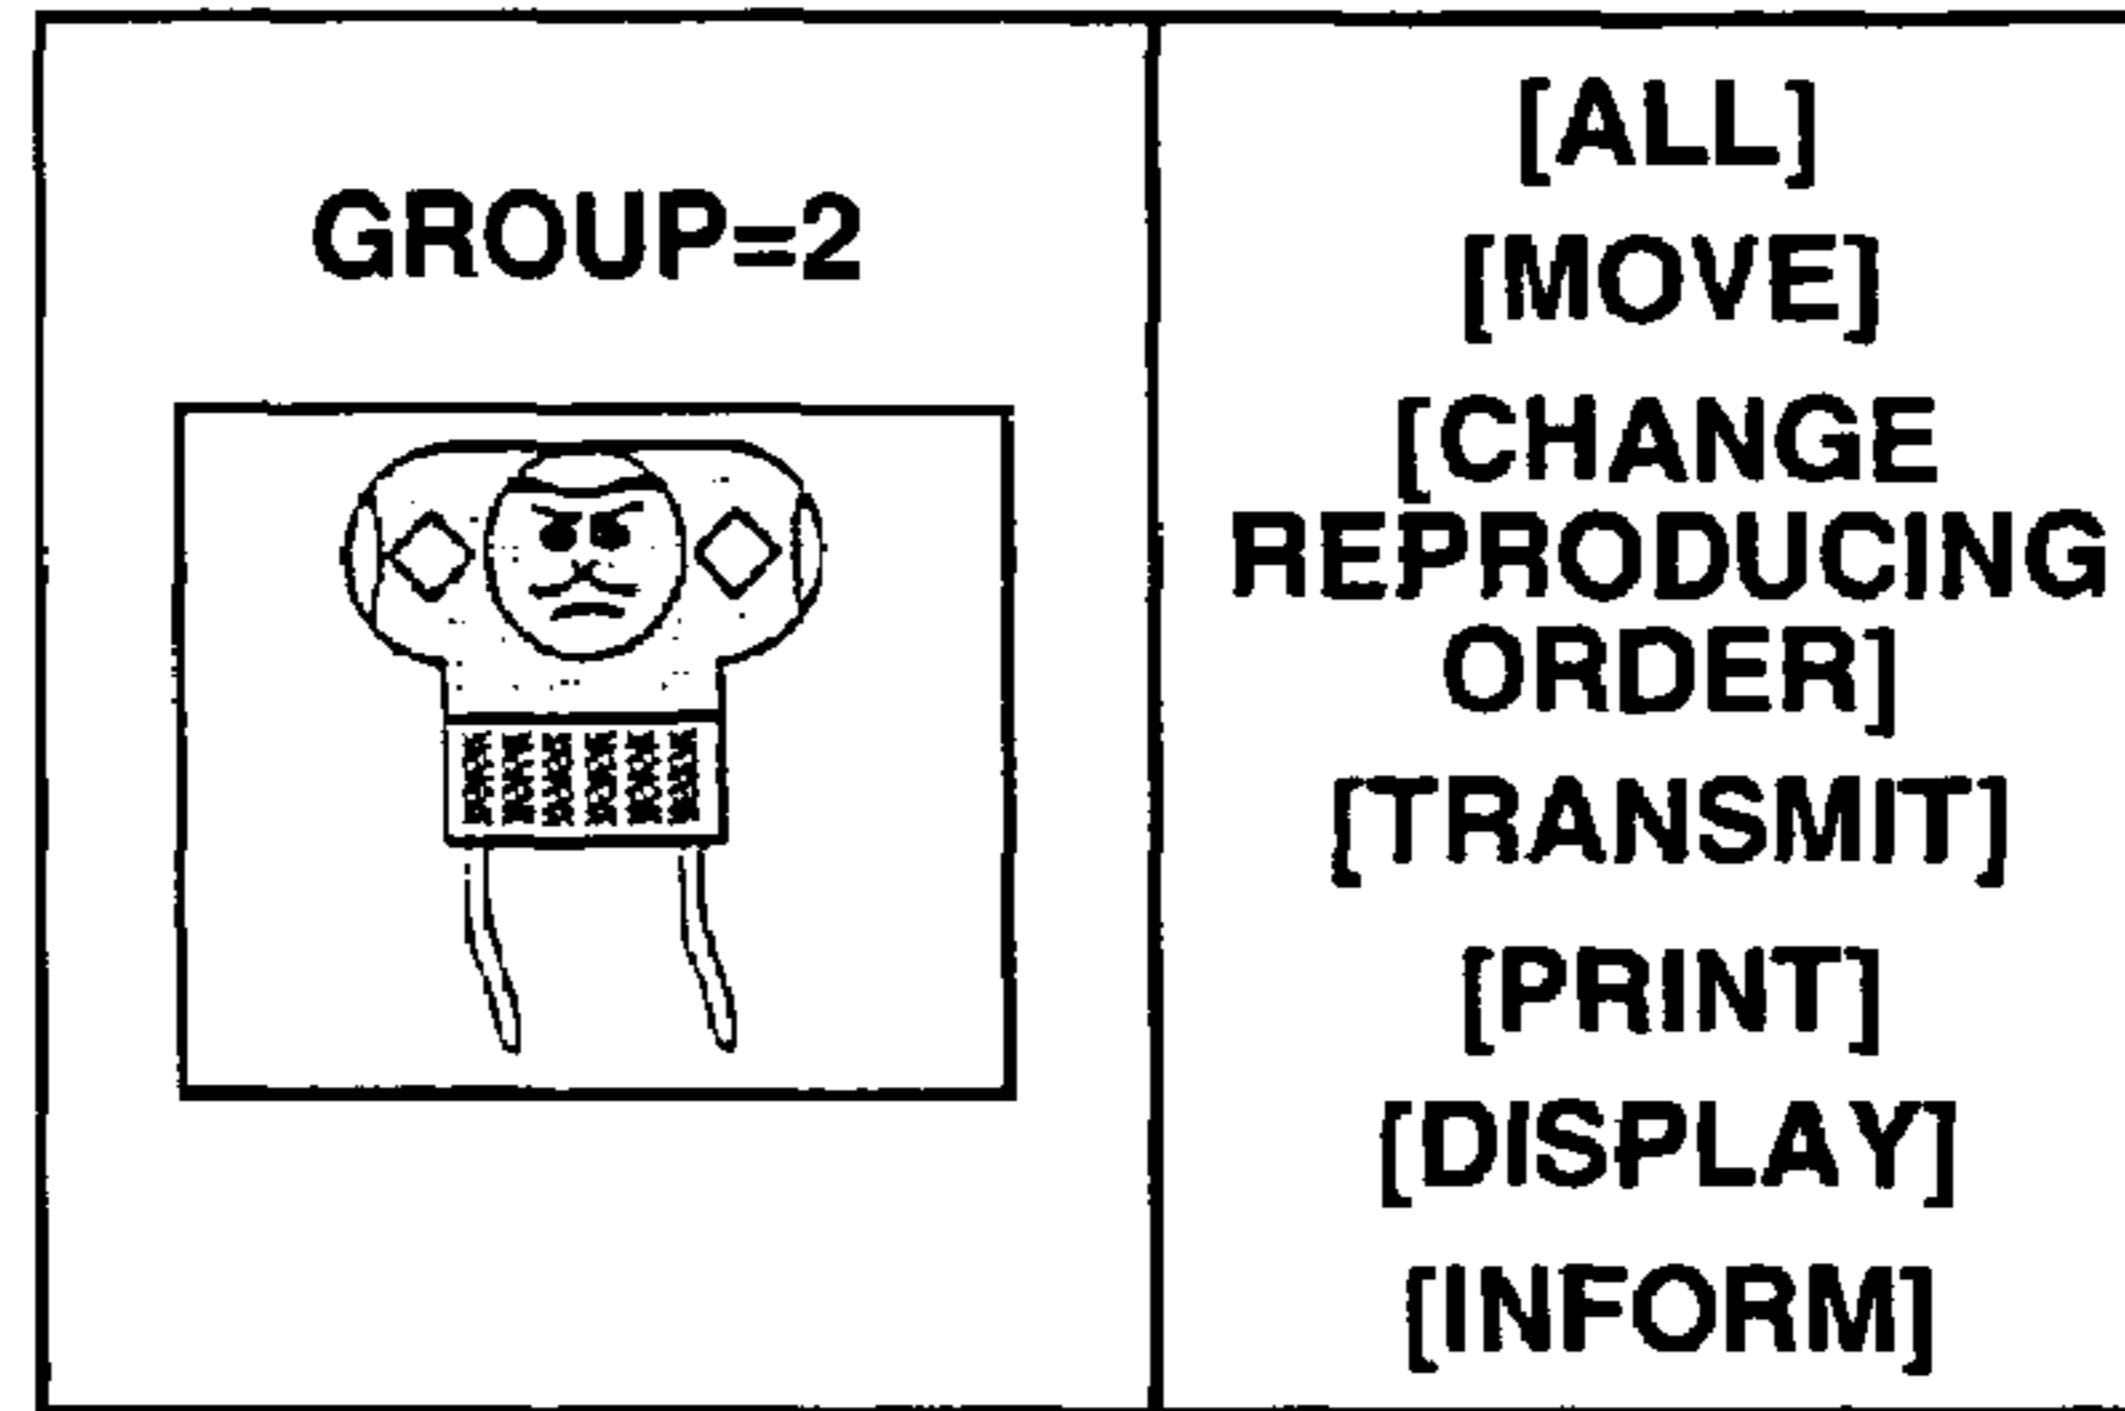 GROUP=2
[ALL]
[MOVE]
[CHANGE
REPRODUCING
ORDER]
[TRANSMIT]
[PRINT]
[DISPLAY]
[INFORM]